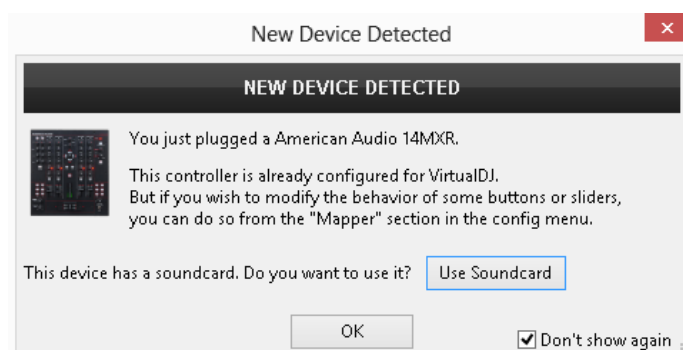 New Device Detected
NEW DEVICE DETECTED
You just plugged a American Audio 14MXR.
This controller is already configured for VirtualDJ.
But if you wish to modify the behavior of some buttons or sliders,
you can do so from the "Mapper" section in the config menu.
This device has a soundcard. Do you want to use it? Use Soundcard
OK
Don't show again